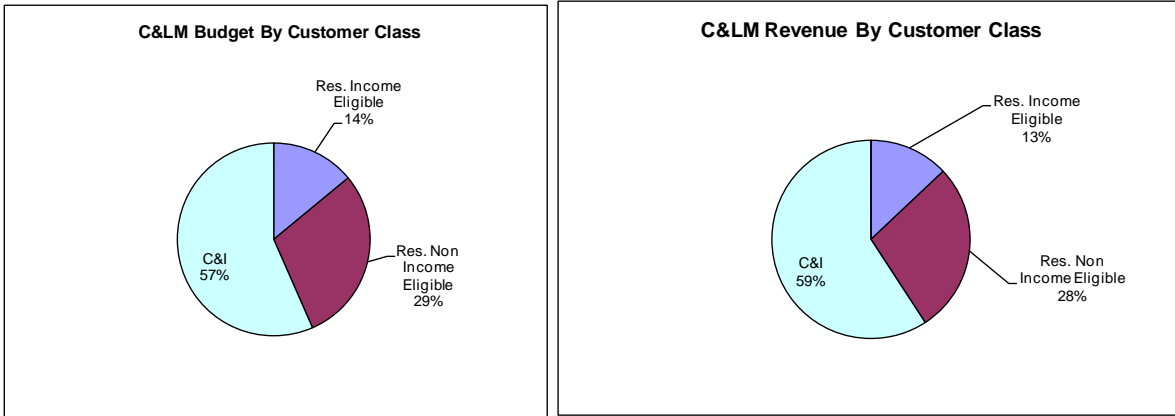 C&LM Budget By Customer Class
Res. Income
Eligible
14%
C&I
57%
Res. Non
Income
Eligible
29%
C&LM Revenue By Customer Class
Res. Income
Eligible
13%
C&I
59%
Res. Non
Income Eligible
28%